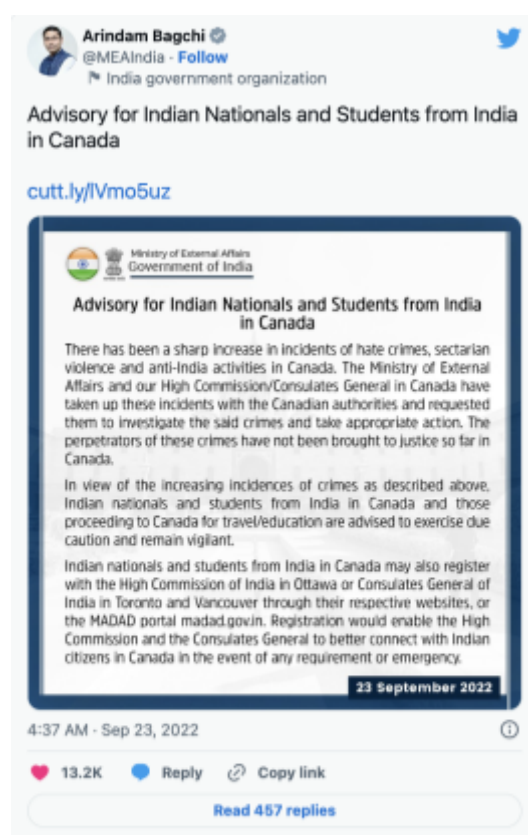 Arindam Bagchi
@MEAIndia · Follow
India government organization
Advisory for Indian Nationals and Students from India
in Canada
cutt.ly/IVmo5uz
Ministry of External Affairs
Government of India
Advisory for Indian Nationals and Students from India
in Canada
There has been a sharp increase in incidents of hate crimes, sectarian
violence and anti-India activities in Canada. The Ministry of External
Affairs and our High Commission/Consulates General in Canada have
taken up these incidents with the Canadian authorities and requested
them to investigate the said crimes and take appropriate action. The
perpetrators of these crimes have not been brought to justice so far in
Canada.
In view of the increasing incidences of crimes as described above,
Indian nationals and students from India in Canada and those
proceeding to Canada for travel/education are advised to exercise due
caution and remain vigilant.
Indian nationals and students from India in Canada may also register
with the High Commission of India in Ottawa or Consulates General of
India in Toronto and Vancouver through their respective websites, or
the MADAD portal madad.gov.in. Registration would enable the High
Commission and the Consulates General to better connect with Indian
citizens in Canada in the event of any requirement or emergency.
23 September 2022
4:37 AM · Sep 23, 2022
13.2K Reply Copy link
Read 457 replies